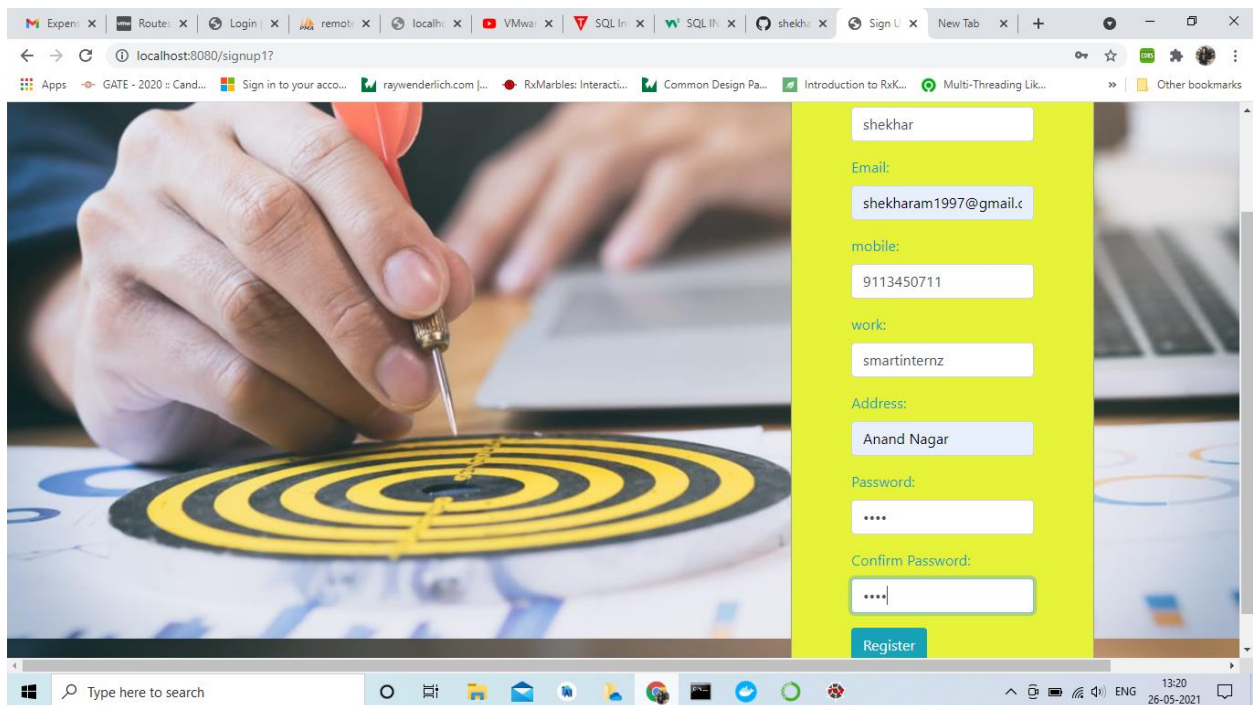 Expens
Routes
Login |
remote
localho
VMwar
SQL In
SQL IN
shekha
Sign U
New Tab
localhost:8080/signup1?
CORS
Apps
GATE - 2020 :: Cand...
Sign in to your acco...
raywenderlich.com |...
RxMarbles: Interacti...
Common Design Pa...
Introduction to RxK...
Multi-Threading Lik...
»
Other bookmarks
shekhar
Email:
shekharam1997@gmail.c
mobile:
9113450711
work:
smartinternz
Address:
Anand Nagar
Password:
••••
Confirm Password:
••••
Register
Type here to search
ENG
13:20
26-05-2021